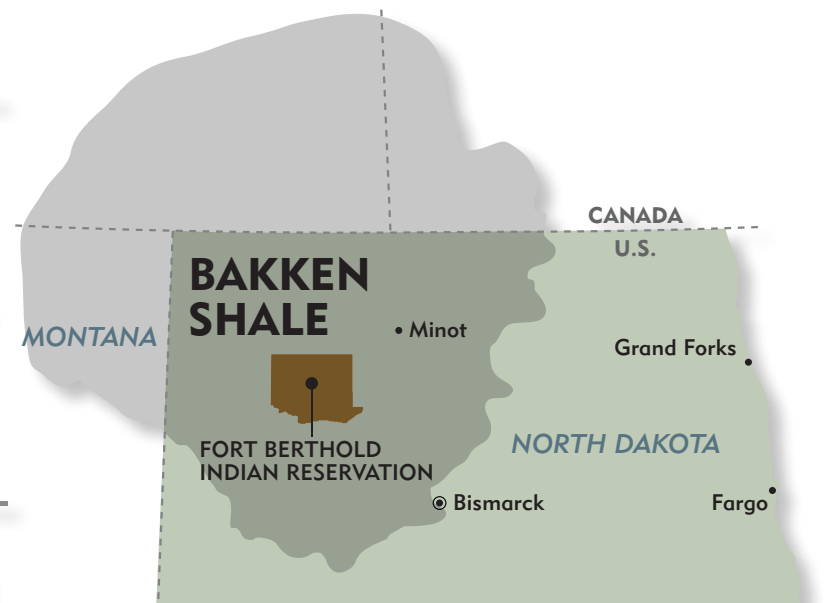 CANADA
U.S.
BAKKEN
SHALE
MONTANA
Minot
Grand Forks
FORT BERTHOLD
INDIAN RESERVATION
NORTH DAKOTA
Bismarck
Fargo